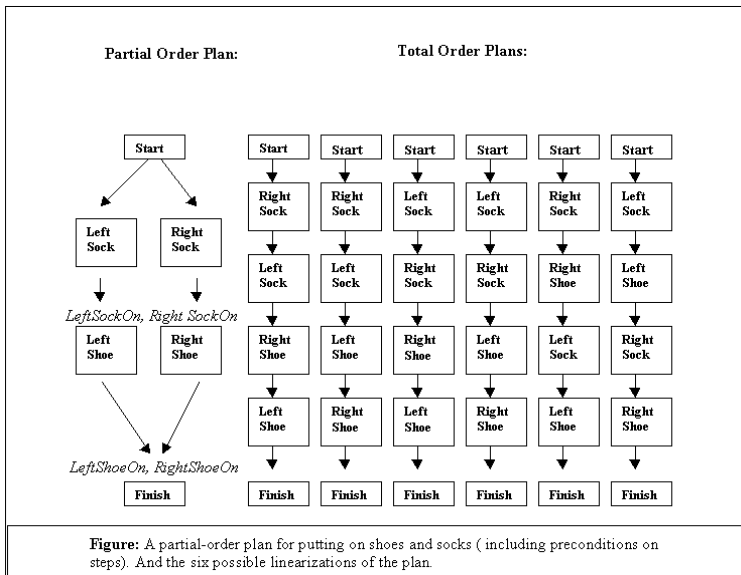 Partial Order Plan:
Total Order Plans:
Start
Left
Sock
Right
Sock
LeftSockOn, Right SockOn
Left
Shoe
Right
Shoe
LeftShoeOn, RightShoeOn
Finish
Start
Right
Sock
Left
Sock
Right
Shoe
Left
Shoe
Finish
Start
Right
Sock
Left
Sock
Left
Shoe
Right
Shoe
Finish
Start
Left
Sock
Right
Sock
Right
Shoe
Left
Shoe
Finish
Start
Left
Sock
Right
Sock
Left
Shoe
Right
Shoe
Finish
Start
Right
Sock
Right
Shoe
Left
Sock
Left
Shoe
Finish
Start
Left
Sock
Left
Shoe
Right
Sock
Right
Shoe
Finish
Figure: A partial-order plan for putting on shoes and socks ( including preconditions on
steps). And the six possible linearizations of the plan.